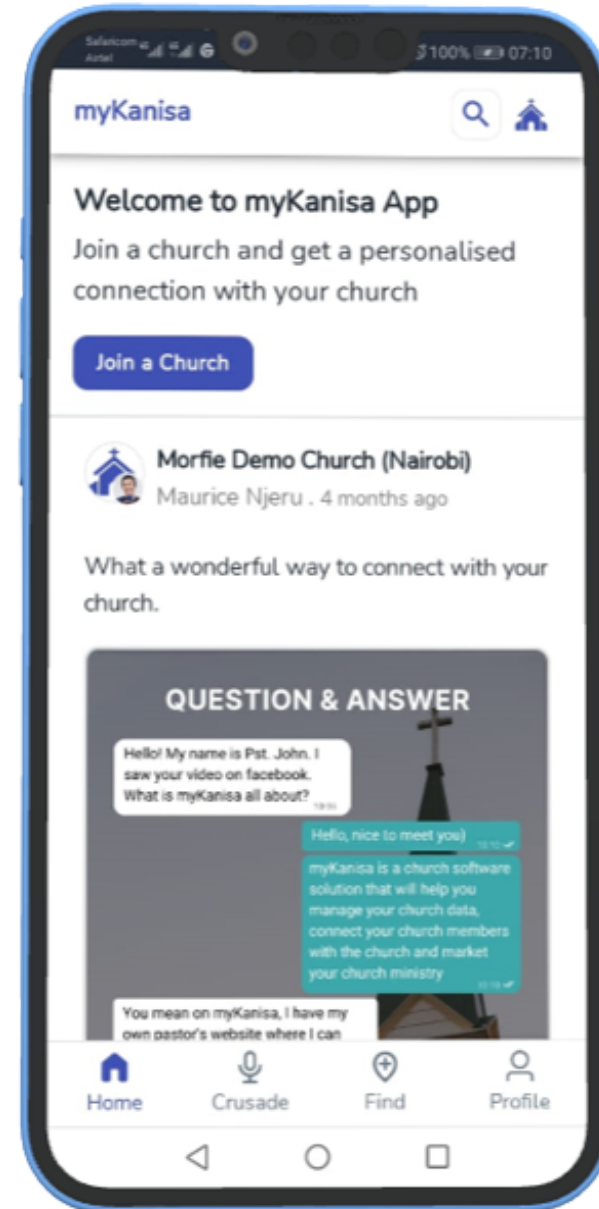 Safaricom
Airtel
100% 07:10
myKanisa
Welcome to myKanisa App
Join a church and get a personalised
connection with your church
Join a Church
Morfie Demo Church (Nairobi)
Maurice Njeru . 4 months ago
What a wonderful way to connect with your
church.
QUESTION & ANSWER
Hello! My name is Pst. John. I
saw your video on facebook.
What is myKanisa all about?
Hello, nice to meet you)
myKanisa is a church software
solution that will help you
manage your church data,
connect your church members
with the church and market
your church ministry
You mean on myKanisa, I have my
own pastor's website where I can
Home Crusade Find Profile